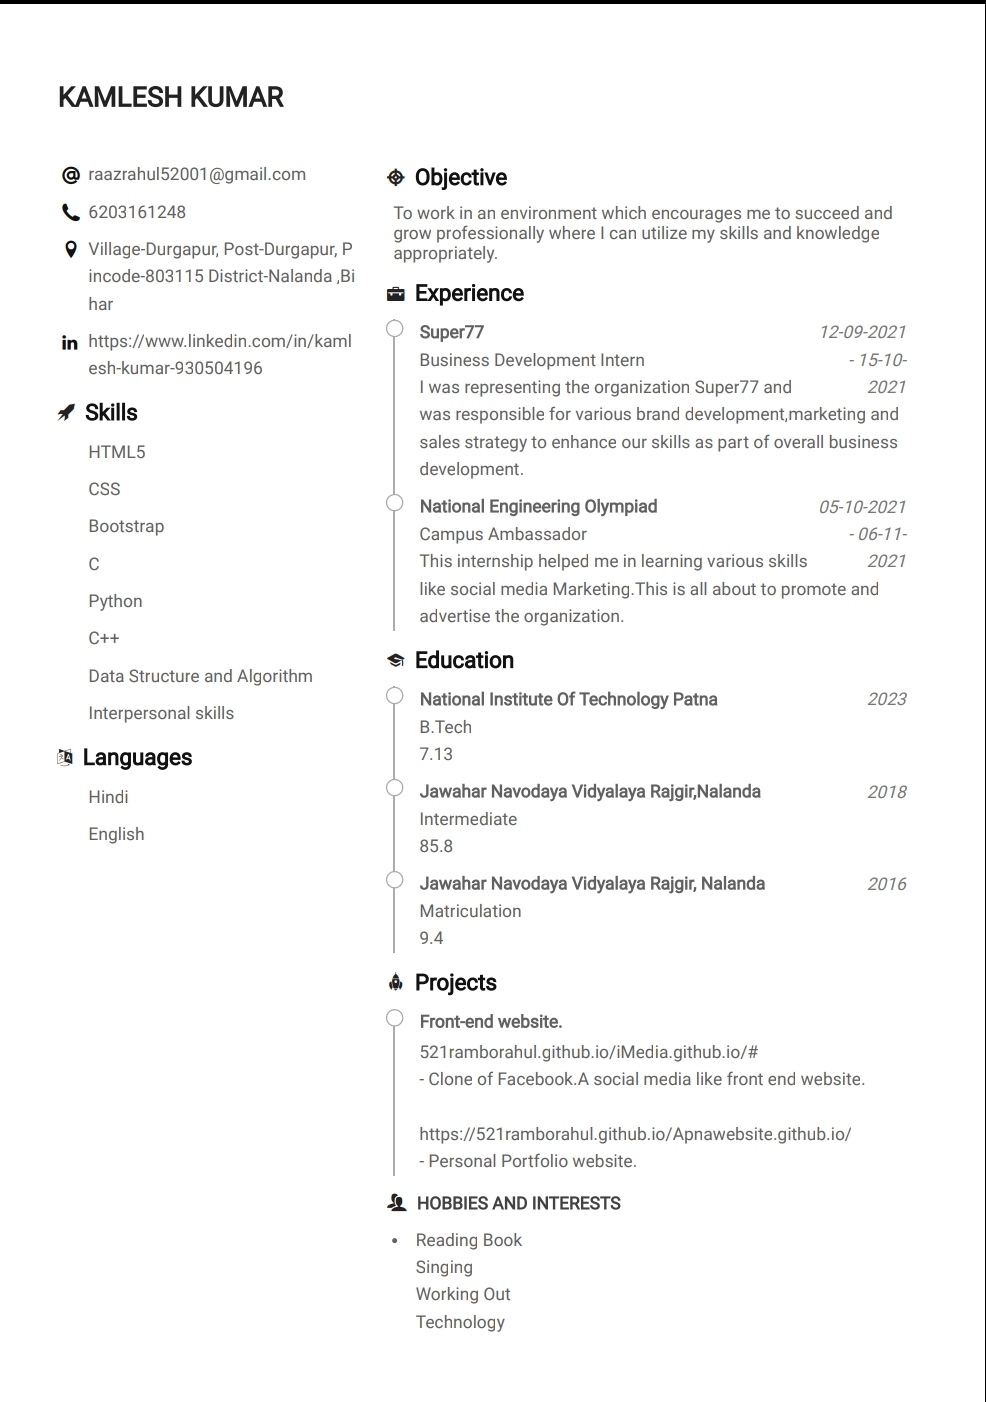 KAMLESH KUMAR
raazrahul52001@gmail.com
6203161248
Village-Durgapur, Post-Durgapur, P
incode-803115 District-Nalanda ,Bi
har
https://www.linkedin.com/in/kaml
esh-kumar-930504196
Skills
HTML5
CSS
Bootstrap
C
Python
C++
Data Structure and Algorithm
Interpersonal skills
Languages
Hindi
English
Objective
To work in an environment which encourages me to succeed and
grow professionally where I can utilize my skills and knowledge
appropriately.
Experience
Super77 12-09-2021
Business Development Intern - 15-10-
I was representing the organization Super77 and 2021
was responsible for various brand development,marketing and
sales strategy to enhance our skills as part of overall business
development.
National Engineering Olympiad 05-10-2021
Campus Ambassador - 06-11-
This internship helped me in learning various skills 2021
like social media Marketing.This is all about to promote and
advertise the organization.
Education
National Institute Of Technology Patna 2023
B.Tech
7.13
Jawahar Navodaya Vidyalaya Rajgir,Nalanda 2018
Intermediate
85.8
Jawahar Navodaya Vidyalaya Rajgir, Nalanda 2016
Matriculation
9.4
Projects
Front-end website.
521ramborahul.github.io/iMedia.github.io/#
- Clone of Facebook.A social media like front end website.
https://521ramborahul.github.io/Apnawebsite.github.io/
- Personal Portfolio website.
HOBBIES AND INTERESTS
• Reading Book
Singing
Working Out
Technology